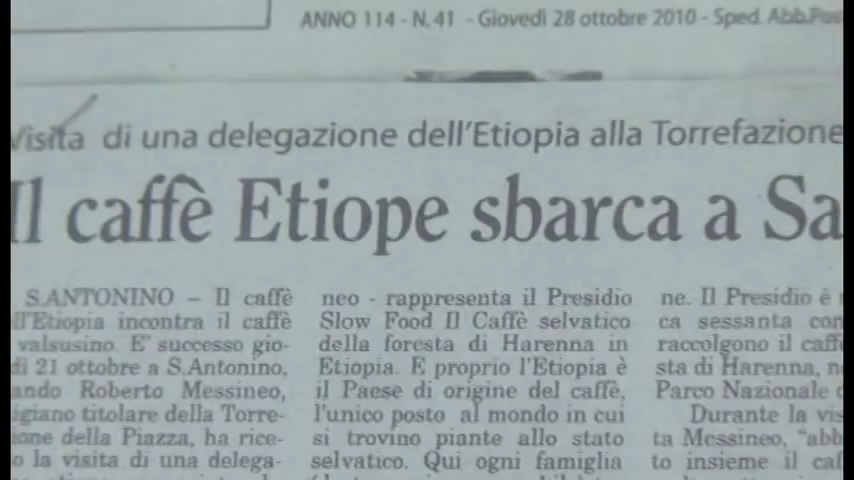 ANNO 114 - N. 41 - Giovedì 28 ottobre 2010 - Sped. Abb.Pos
Visita di una delegazione dell'Etiopia alla Torrefazione
Il caffè Etiope sbarca a Sa
S.ANTONINO – Il caffè
ll'Etiopia incontra il caffè
valsusino. E' successo gio-
dì 21 ottobre a S.Antonino,
ando Roberto Messineo,
igiano titolare della Torre-
ione della Piazza, ha rice-
o la visita di una delega-
neo - rappresenta il Presidio
Slow Food Il Caffè selvatico
della foresta di Harenna in
Etiopia. E proprio l'Etiopia è
il Paese di origine del caffè,
l'unico posto al mondo in cui
si trovino piante allo stato
selvatico. Qui ogni famiglia
ne. Il Presidio è
ca sessanta con
raccolgono il caff
sta di Harenna, n
Parco Nazionale
Durante la vis
ta Messineo, "abb
to insieme il caf